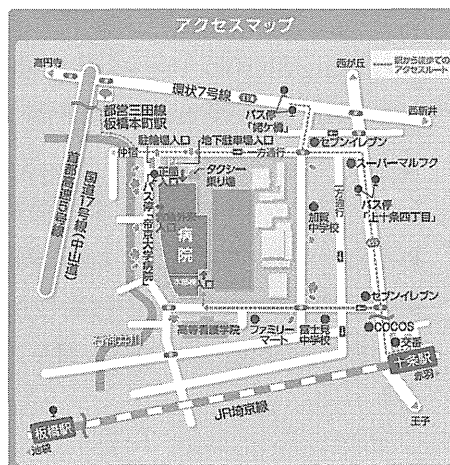 アクセスマップ
高円寺
西が丘
駅から徒歩での
アクセスルート
環状7号線
バス停
「姥ケ橋」
西新井
都営三田線
板橋本町駅
駐輪場入口
地下駐車場入口
セブンイレブン
仲宿
一方通行
スーパーマルフク
正面
入口
タクシー
乗り場
バス停
「上十条四丁目」
国道17号線(中山道)
首都高速5号線
バス停「帝京大学病院」
入口
病院
本部棟
入口
加賀
中学校
一方通行
セブンイレブン
石神井川
高等看護学院
ファミリー
マート
富士見
中学校
COCOS
交番
十条駅
赤羽
JR埼京線
板橋駅
池袋
王子